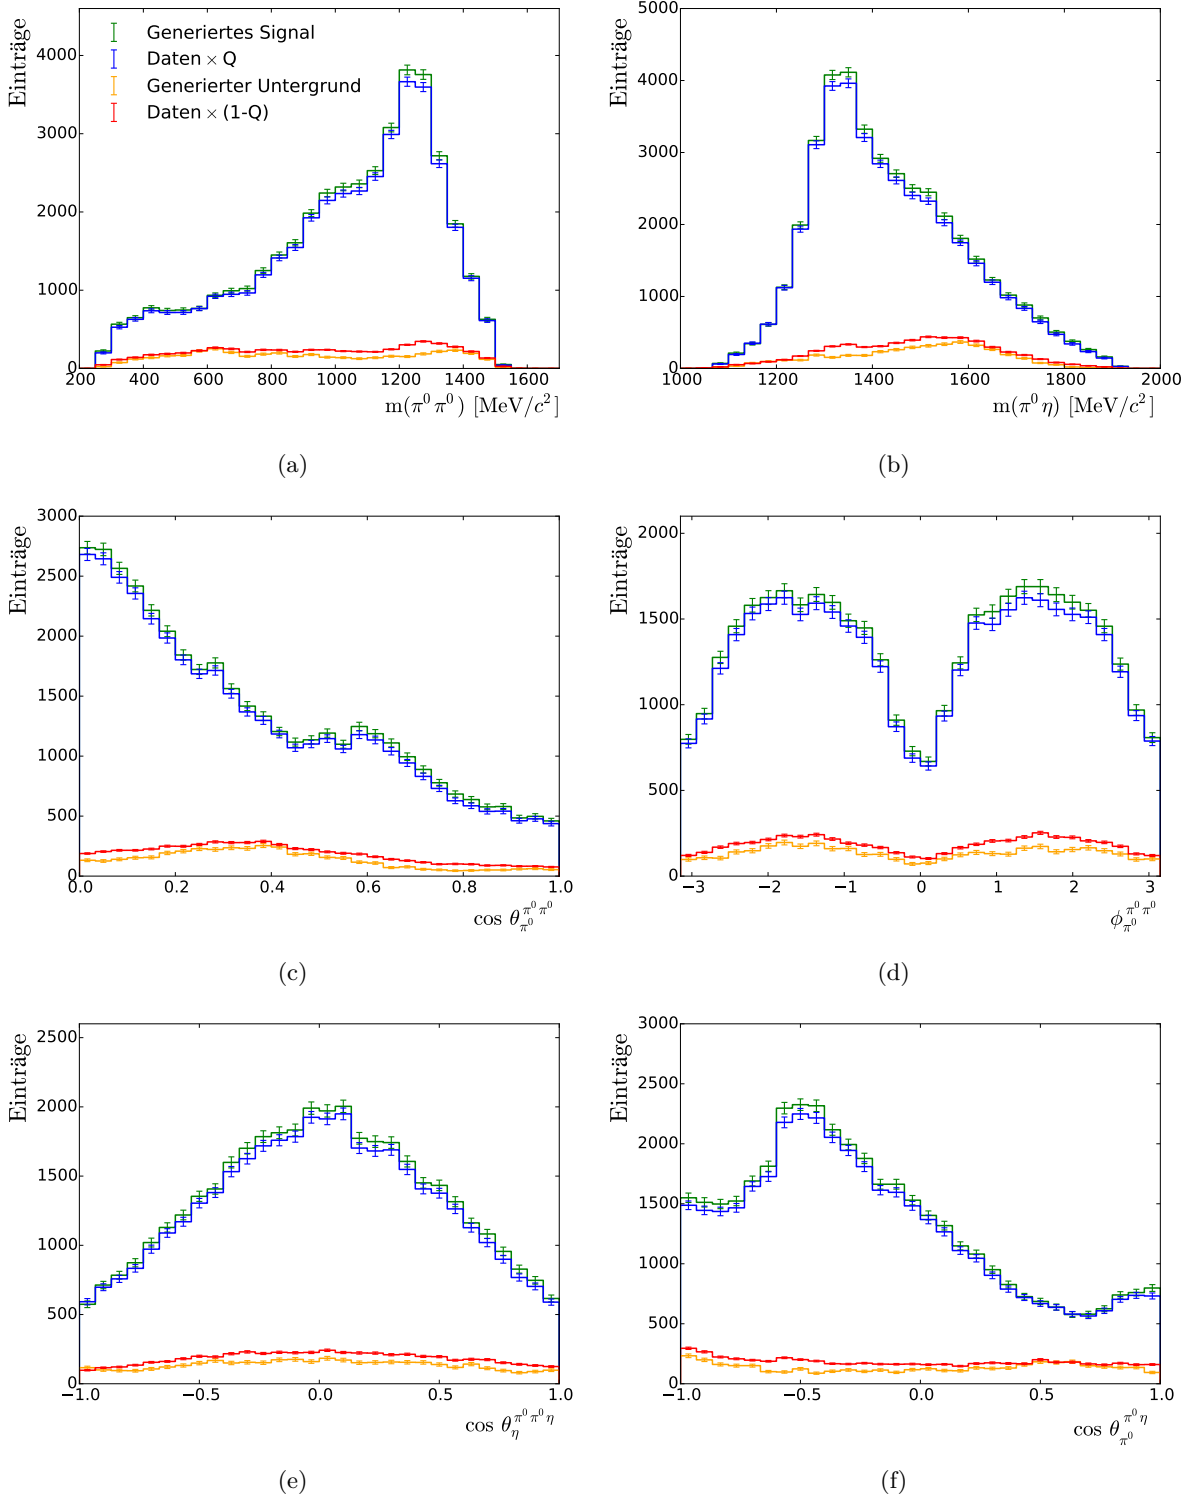 Einträge
4000
3000
2000
1000
0
200 400 600 800 1000 1200 1400 1600
m(π⁰π⁰) [MeV/c²]
Generiertes Signal
Daten × Q
Generierter Untergrund
Daten × (1-Q)
(a)
Einträge
5000
4000
3000
2000
1000
0
1000 1200 1400 1600 1800 2000
m(π⁰η) [MeV/c²]
(b)
Einträge
3000
2500
2000
1500
1000
500
0
0.0 0.2 0.4 0.6 0.8 1.0
cos θ_{π⁰}^{π⁰π⁰}
(c)
Einträge
2000
1500
1000
500
0
−3 −2 −1 0 1 2 3
ϕ_{π⁰}^{π⁰π⁰}
(d)
Einträge
2500
2000
1500
1000
500
0
−1.0 −0.5 0.0 0.5 1.0
cos θ_{η}^{π⁰π⁰η}
(e)
Einträge
3000
2500
2000
1500
1000
500
0
−1.0 −0.5 0.0 0.5 1.0
cos θ_{π⁰}^{π⁰η}
(f)